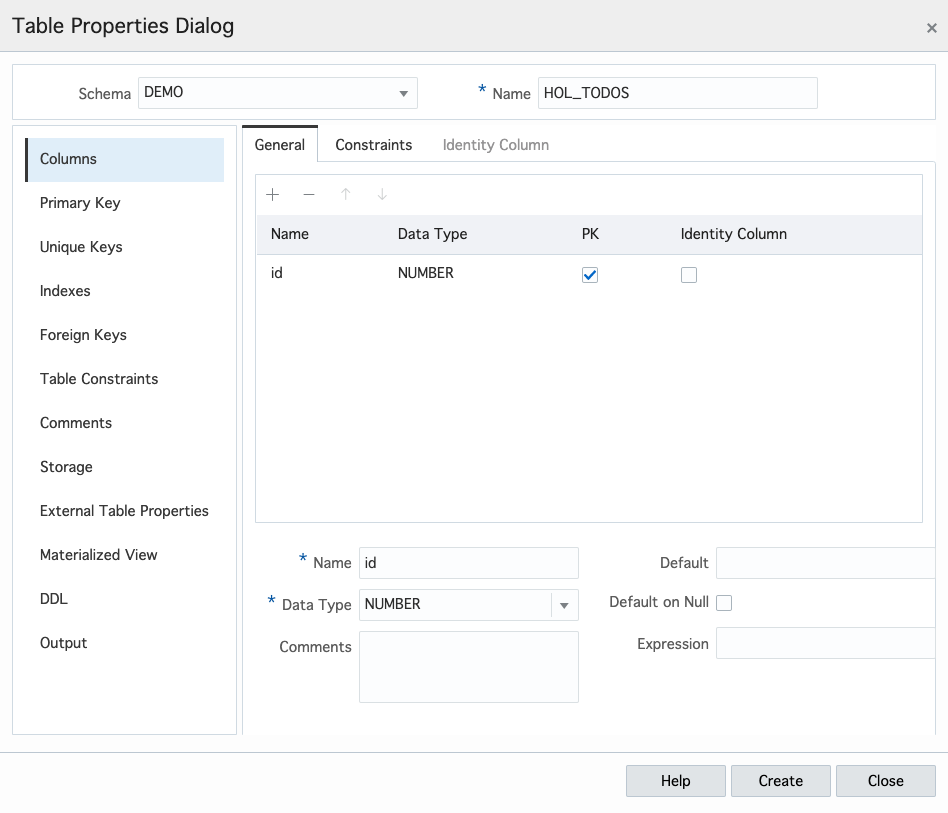 Table Properties Dialog
×
Schema DEMO * Name HOL_TODOS
Columns
Primary Key
Unique Keys
Indexes
Foreign Keys
Table Constraints
Comments
Storage
External Table Properties
Materialized View
DDL
Output
General Constraints Identity Column
Name Data Type PK Identity Column
id NUMBER
* Name id Default
* Data Type NUMBER Default on Null
Comments Expression
Help Create Close